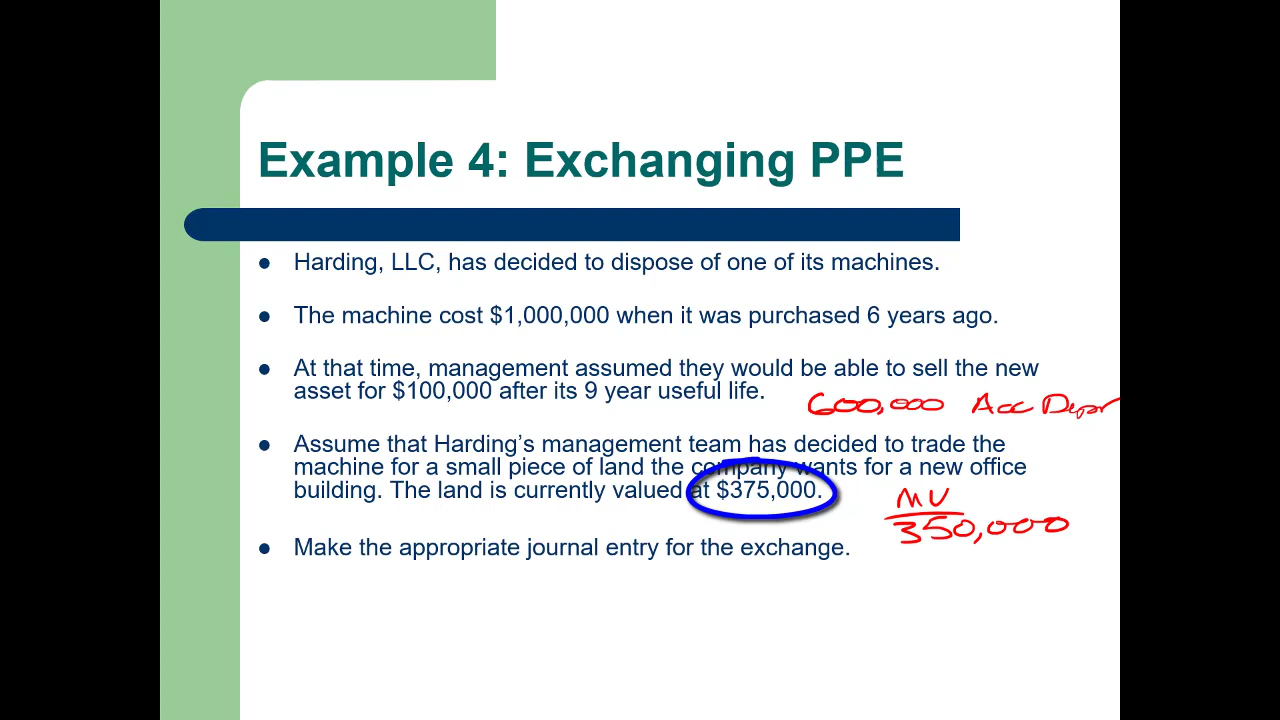 Example 4: Exchanging PPE
● Harding, LLC, has decided to dispose of one of its machines.
● The machine cost $1,000,000 when it was purchased 6 years ago.
● At that time, management assumed they would be able to sell the new
asset for $100,000 after its 9 year useful life.
600,000 Acc Depr
● Assume that Harding's management team has decided to trade the
machine for a small piece of land the company wants for a new office
building. The land is currently valued at $375,000.
MV
350,000
● Make the appropriate journal entry for the exchange.